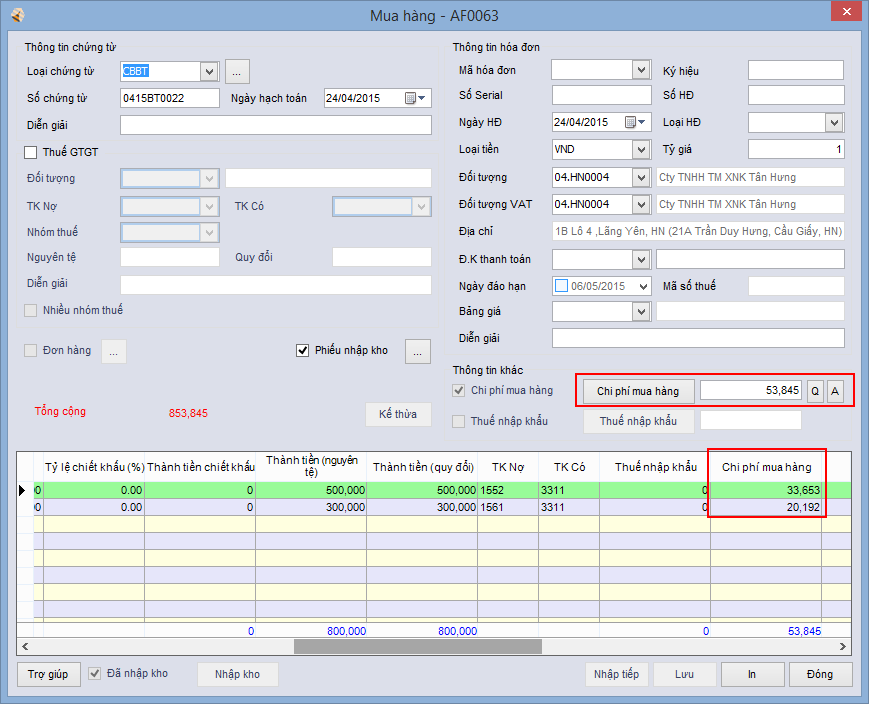 Mua hàng - AF0063
Thông tin chứng từ
Loại chứng từ CBBT ...
Số chứng từ 0415BT0022 Ngày hạch toán 24/04/2015
Diễn giải
Thuế GTGT
Đối tượng
TK Nợ TK Có
Nhóm thuế
Nguyên tệ Quy đổi
Diễn giải
Nhiều nhóm thuế
Đơn hàng ... Phiếu nhập kho ...
Tổng cộng 853,845 Kế thừa
Thông tin hóa đơn
Mã hóa đơn Ký hiệu
Số Serial Số HĐ
Ngày HĐ 24/04/2015 Loại HĐ
Loại tiền VND Tỷ giá 1
Đối tượng 04.HN0004 Cty TNHH TM XNK Tân Hưng
Đối tượng VAT 04.HN0004 Cty TNHH TM XNK Tân Hưng
Địa chỉ 1B Lô 4 ,Lãng Yên, HN (21A Trần Duy Hưng, Cầu Giấy, HN)
Đ.K thanh toán
Ngày đáo hạn 06/05/2015 Mã số thuế
Bảng giá
Diễn giải
Thông tin khác
Chi phí mua hàng Chi phí mua hàng 53,845 Q A
Thuế nhập khẩu Thuế nhập khẩu
Tỷ lệ chiết khấu (%) Thành tiền chiết khấu Thành tiền (nguyên tệ) Thành tiền (quy đổi) TK Nợ TK Có Thuế nhập khẩu Chi phí mua hàng
00 0.00 0 500,000 500,000 1552 3311 0 33,653
00 0.00 0 300,000 300,000 1561 3311 0 20,192
0 800,000 800,000 0 53,845
Trợ giúp Đã nhập kho Nhập kho Nhập tiếp Lưu In Đóng